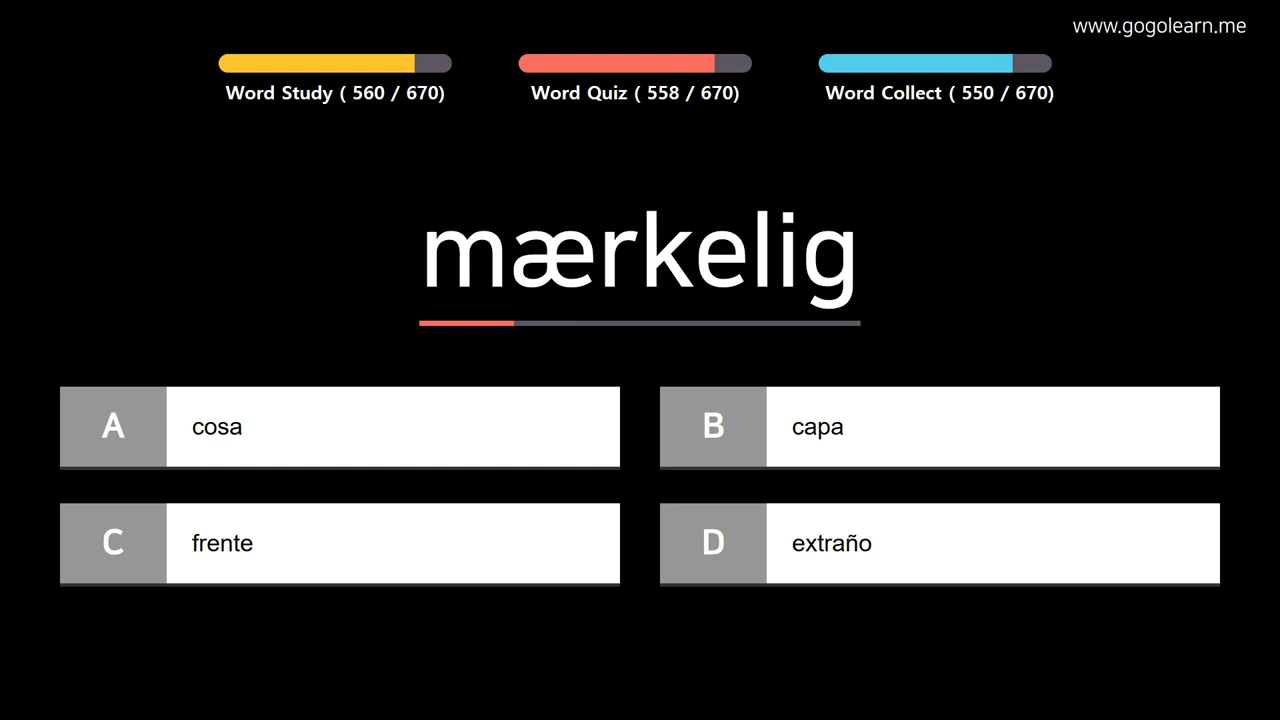 www.gogolearn.me
Word Study ( 560 / 670)
Word Quiz ( 558 / 670)
Word Collect ( 550 / 670)
mærkelig
A cosa
B capa
C frente
D extraño